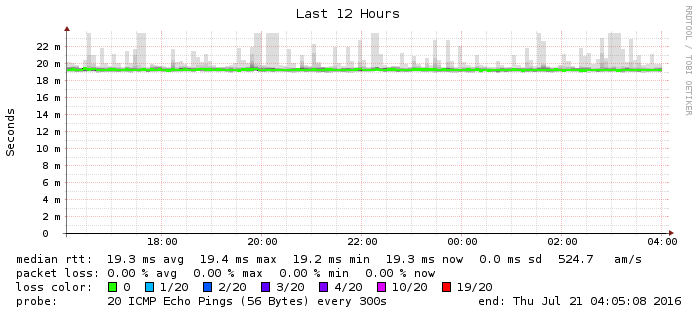 Last 12 Hours
RRDTOOL / TOBI OETIKER
Seconds
22 m
20 m
18 m
16 m
14 m
12 m
10 m
8 m
6 m
4 m
2 m
0
18:00 20:00 22:00 00:00 02:00 04:00
median rtt: 19.3 ms avg 19.4 ms max 19.2 ms min 19.3 ms now 0.0 ms sd 524.7 am/s
packet loss: 0.00 % avg 0.00 % max 0.00 % min 0.00 % now
loss color: 0 1/20 2/20 3/20 4/20 10/20 19/20
probe: 20 ICMP Echo Pings (56 Bytes) every 300s end: Thu Jul 21 04:05:08 2016